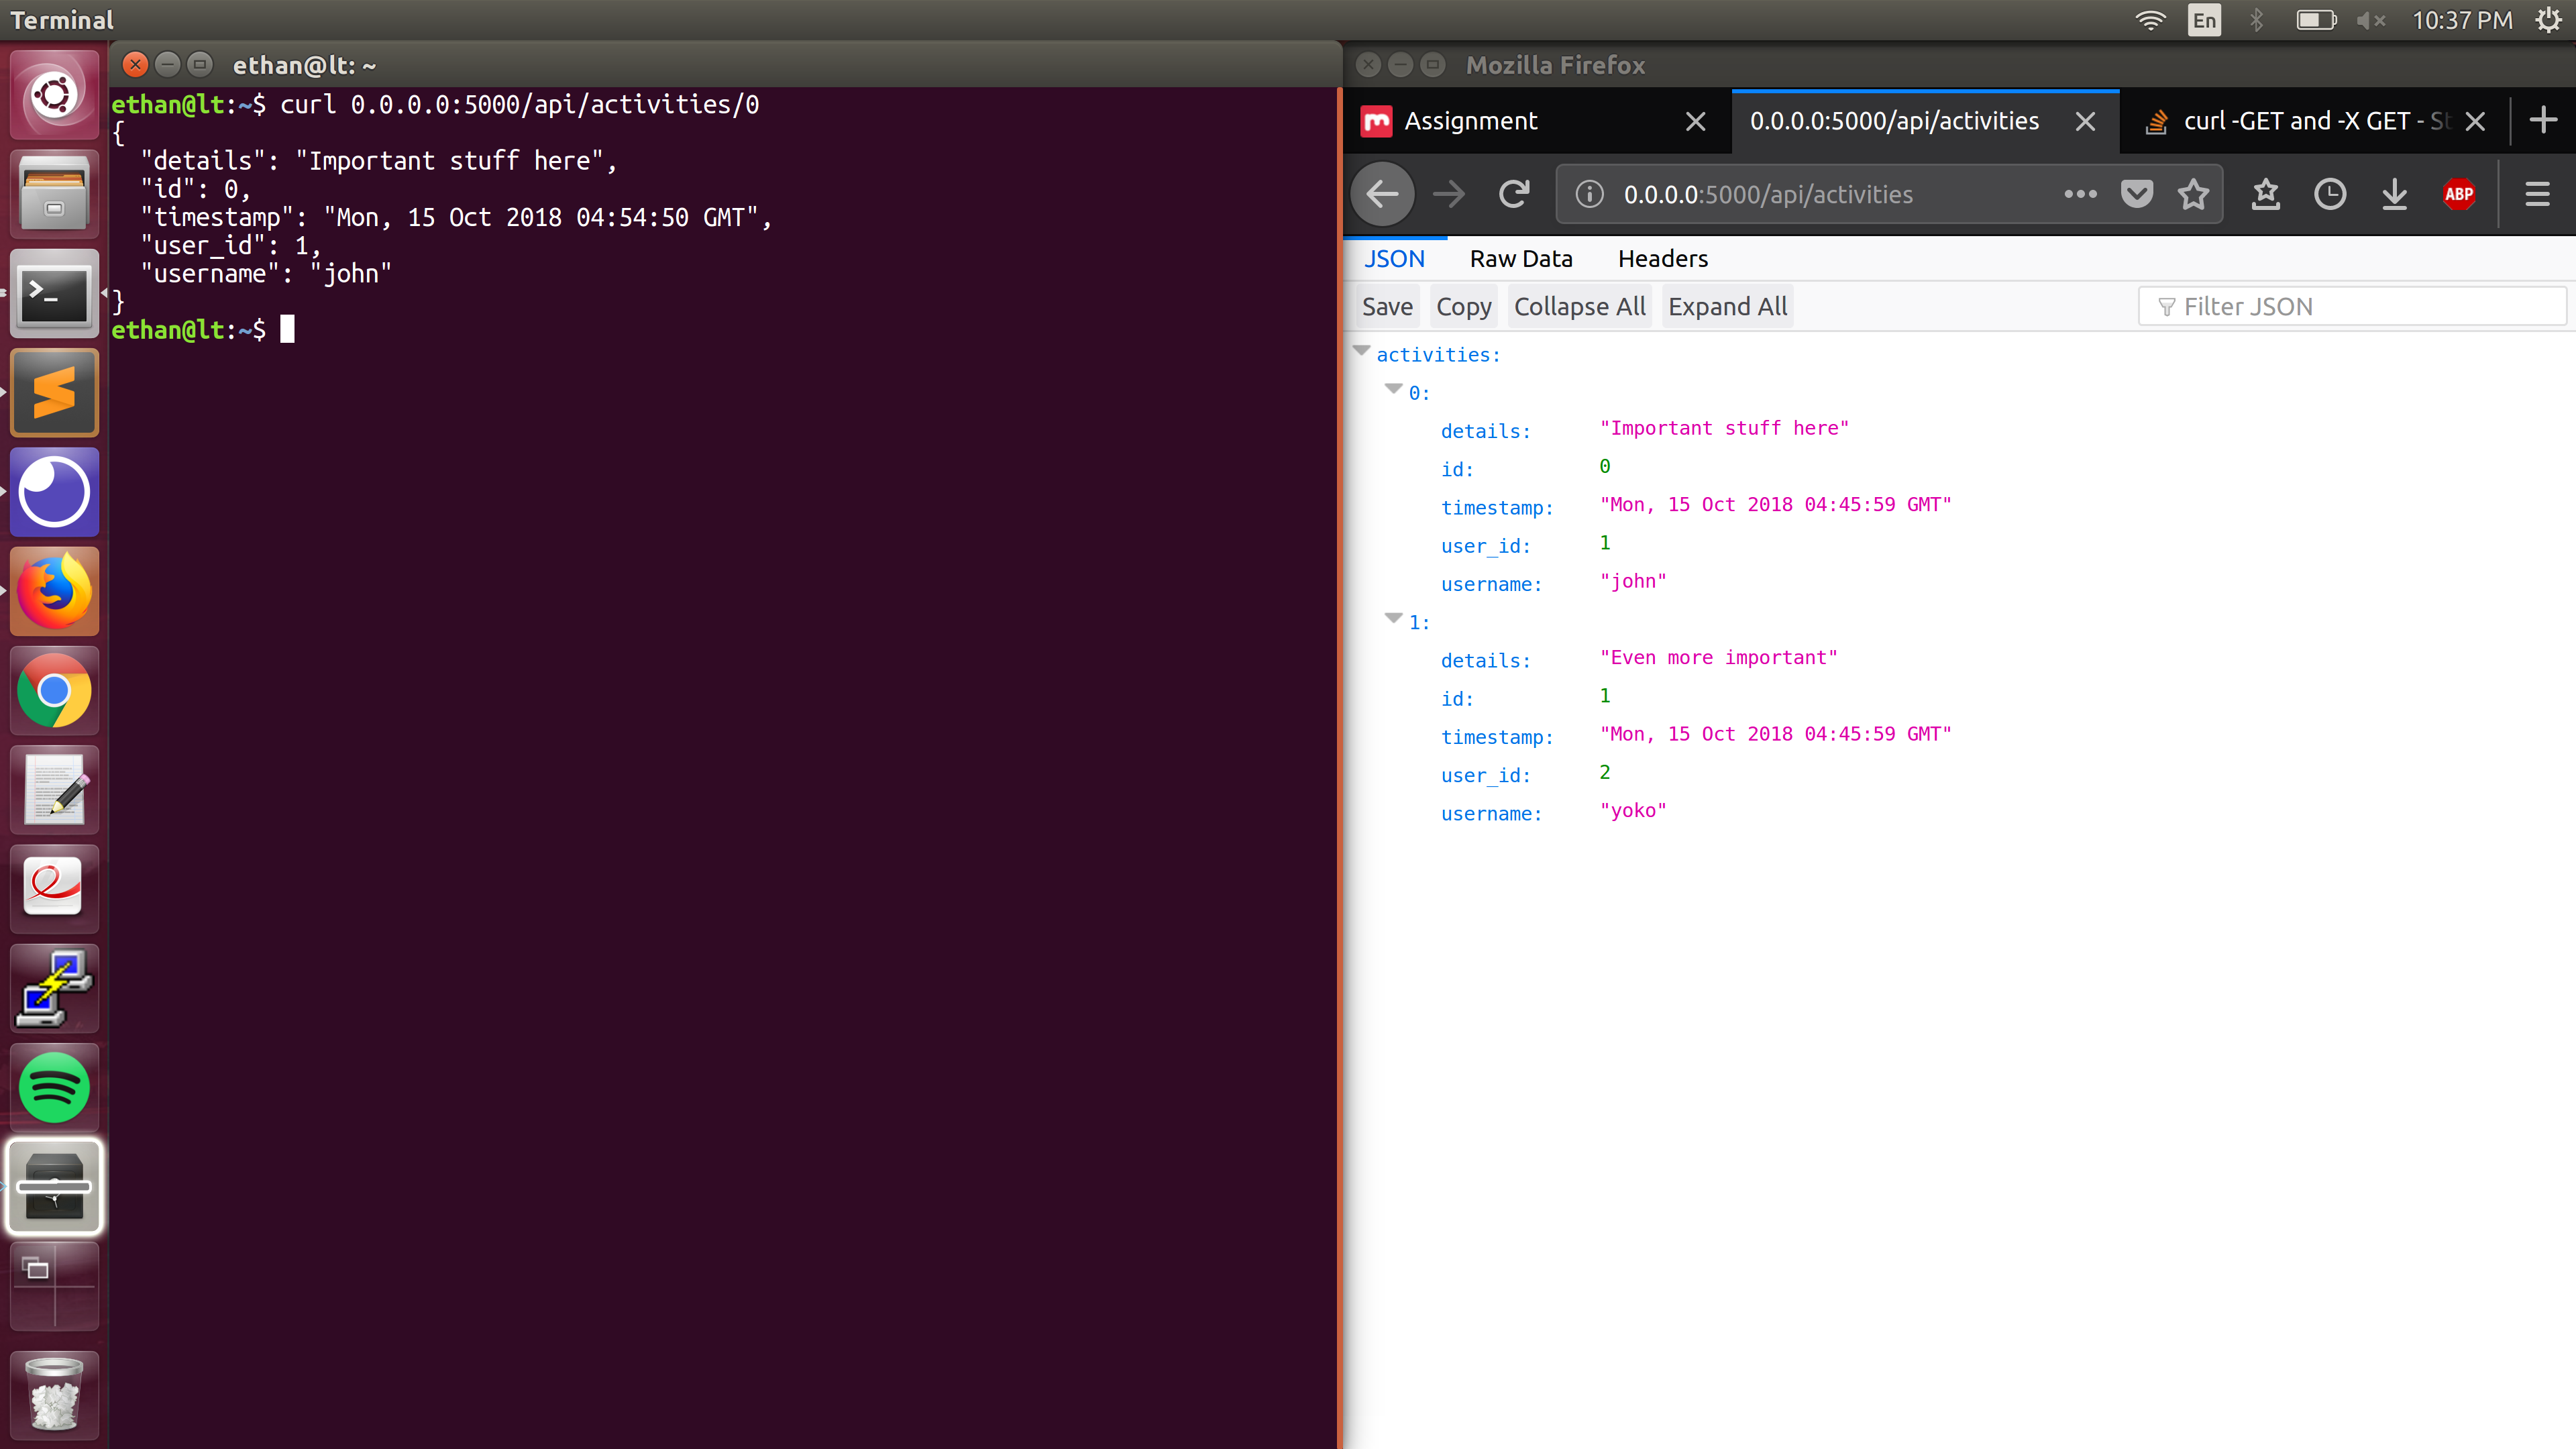 Terminal
En
10:37 PM
ethan@lt: ~
ethan@lt:~$ curl 0.0.0.0:5000/api/activities/0
{
  "details": "Important stuff here",
  "id": 0,
  "timestamp": "Mon, 15 Oct 2018 04:54:50 GMT",
  "user_id": 1,
  "username": "john"
}
ethan@lt:~$
Mozilla Firefox
Assignment
0.0.0.0:5000/api/activities
curl -GET and -X GET - St
0.0.0.0:5000/api/activities
ABP
JSON Raw Data Headers
Save Copy Collapse All Expand All
Filter JSON
activities:
0:
details: "Important stuff here"
id: 0
timestamp: "Mon, 15 Oct 2018 04:45:59 GMT"
user_id: 1
username: "john"
1:
details: "Even more important"
id: 1
timestamp: "Mon, 15 Oct 2018 04:45:59 GMT"
user_id: 2
username: "yoko"